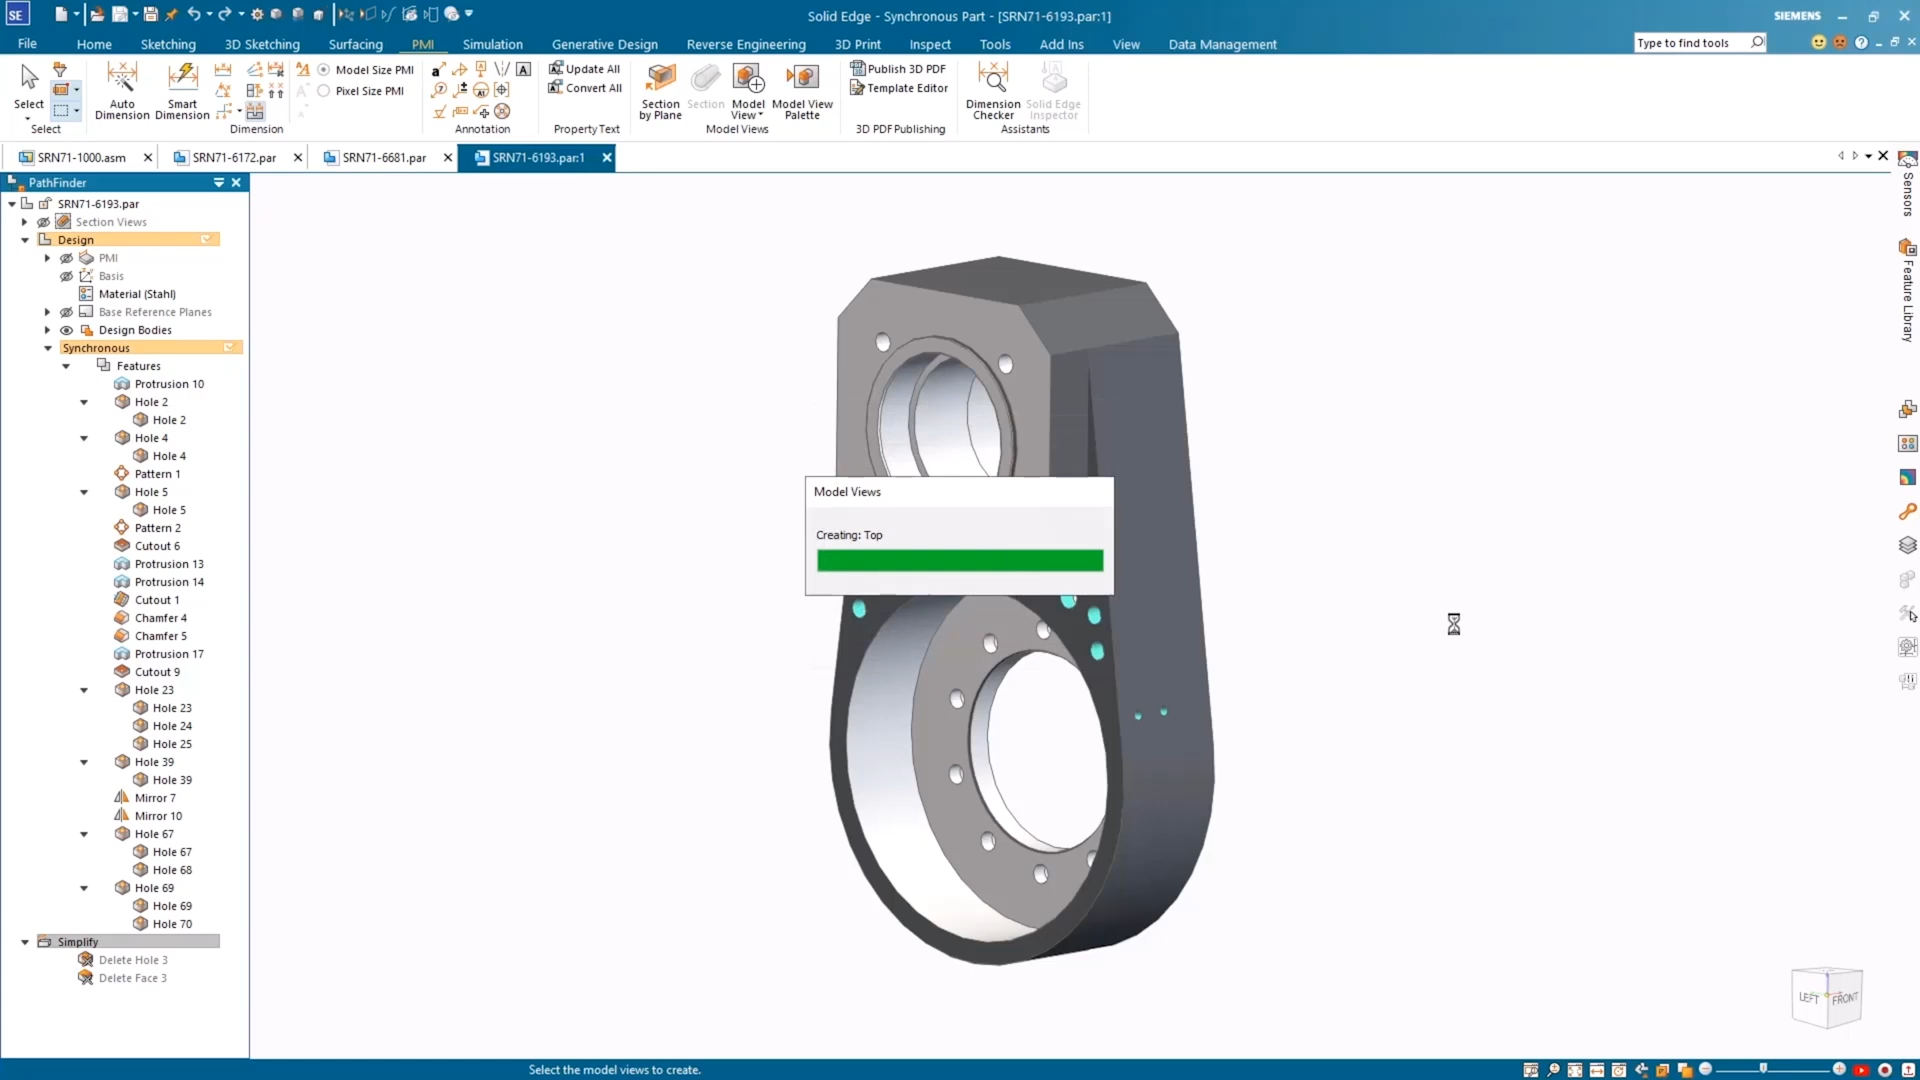 SE
Solid Edge - Synchronous Part - [SRN71-6193.par:1]
SIEMENS
File
Home
Sketching
3D Sketching
Surfacing
PMI
Simulation
Generative Design
Reverse Engineering
3D Print
Inspect
Tools
Add Ins
View
Data Management
Type to find tools
Select
Select
Auto Dimension
Smart Dimension
Dimension
Model Size PMI
Pixel Size PMI
Annotation
Update All
Convert All
Property Text
Section by Plane
Section
Model View
Model View Palette
Model Views
Publish 3D PDF
Template Editor
3D PDF Publishing
Dimension Checker
Solid Edge Inspector
Assistants
SRN71-1000.asm
SRN71-6172.par
SRN71-6681.par
SRN71-6193.par:1
PathFinder
SRN71-6193.par
Section Views
Design
PMI
Basis
Material (Stahl)
Base Reference Planes
Design Bodies
Synchronous
Features
Protrusion 10
Hole 2
Hole 2
Hole 4
Hole 4
Pattern 1
Hole 5
Hole 5
Pattern 2
Cutout 6
Protrusion 13
Protrusion 14
Cutout 1
Chamfer 4
Chamfer 5
Protrusion 17
Cutout 9
Hole 23
Hole 23
Hole 24
Hole 25
Hole 39
Hole 39
Mirror 7
Mirror 10
Hole 67
Hole 67
Hole 68
Hole 69
Hole 69
Hole 70
Simplify
Delete Hole 3
Delete Face 3
Model Views
Creating: Top
Sensors
Feature Library
LEFT
FRONT
Select the model views to create.